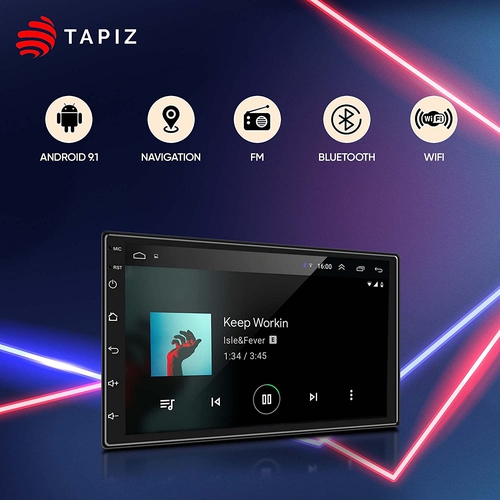 TAPIZ
ANDROID 9.1
NAVIGATION
FM
BLUETOOTH
WIFI
WiFi
MIC
RST
16:00
Keep Workin
Isle&Fever E
1:34 / 3:45